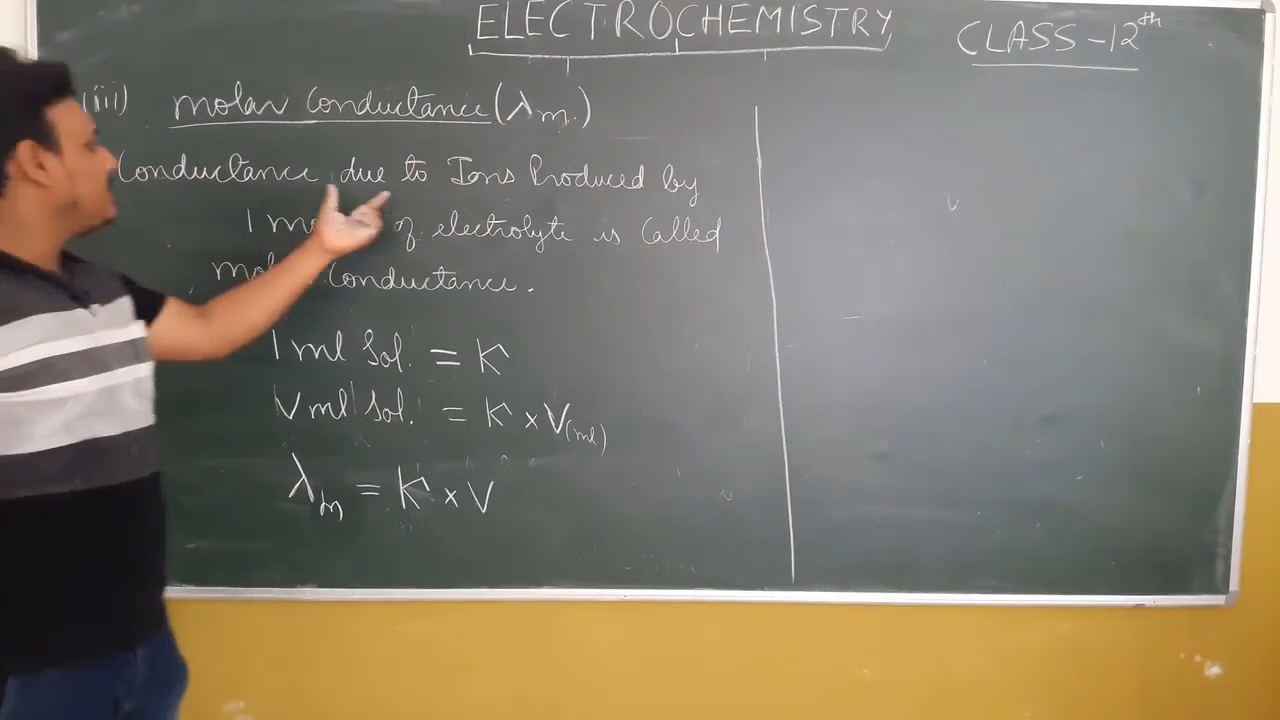 ELECTROCHEMISTRY
CLASS - 12th
(iii) molar Conductance (λm.)
Conductance due to Ions Produced by
1 of electrolyte is Called
Conductance.
1 ml Sol. = K
V ml Sol. = K × V(ml)
λm = K × V